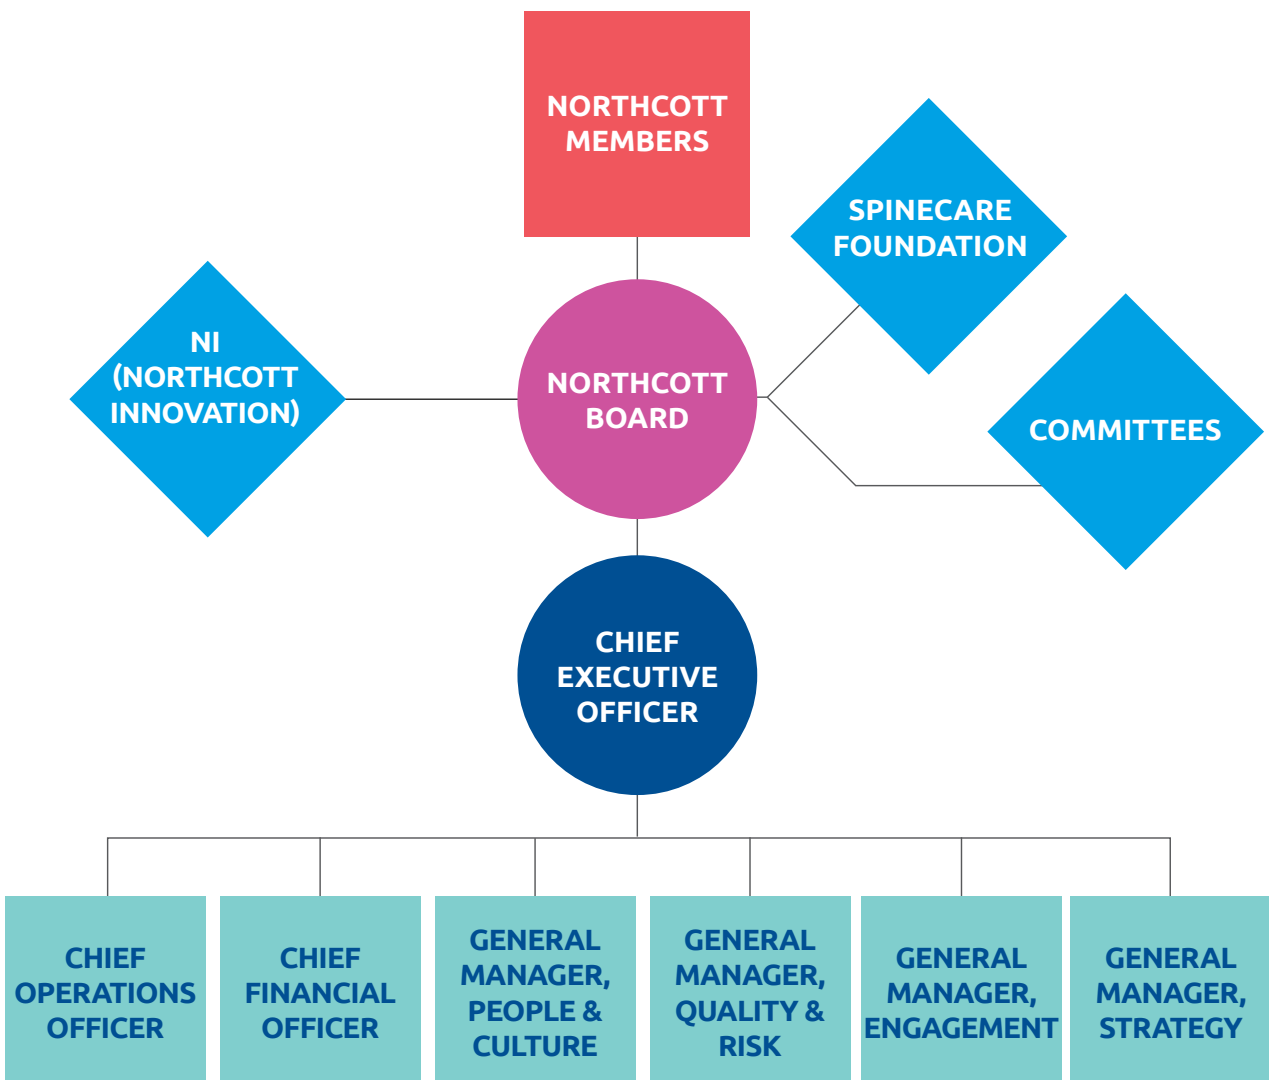 NORTHCOTT
MEMBERS
SPINECARE
FOUNDATION
NI
(NORTHCOTT
INNOVATION)
NORTHCOTT
BOARD
COMMITTEES
CHIEF
EXECUTIVE
OFFICER
CHIEF
OPERATIONS
OFFICER
CHIEF
FINANCIAL
OFFICER
GENERAL
MANAGER,
PEOPLE &
CULTURE
GENERAL
MANAGER,
QUALITY &
RISK
GENERAL
MANAGER,
ENGAGEMENT
GENERAL
MANAGER,
STRATEGY